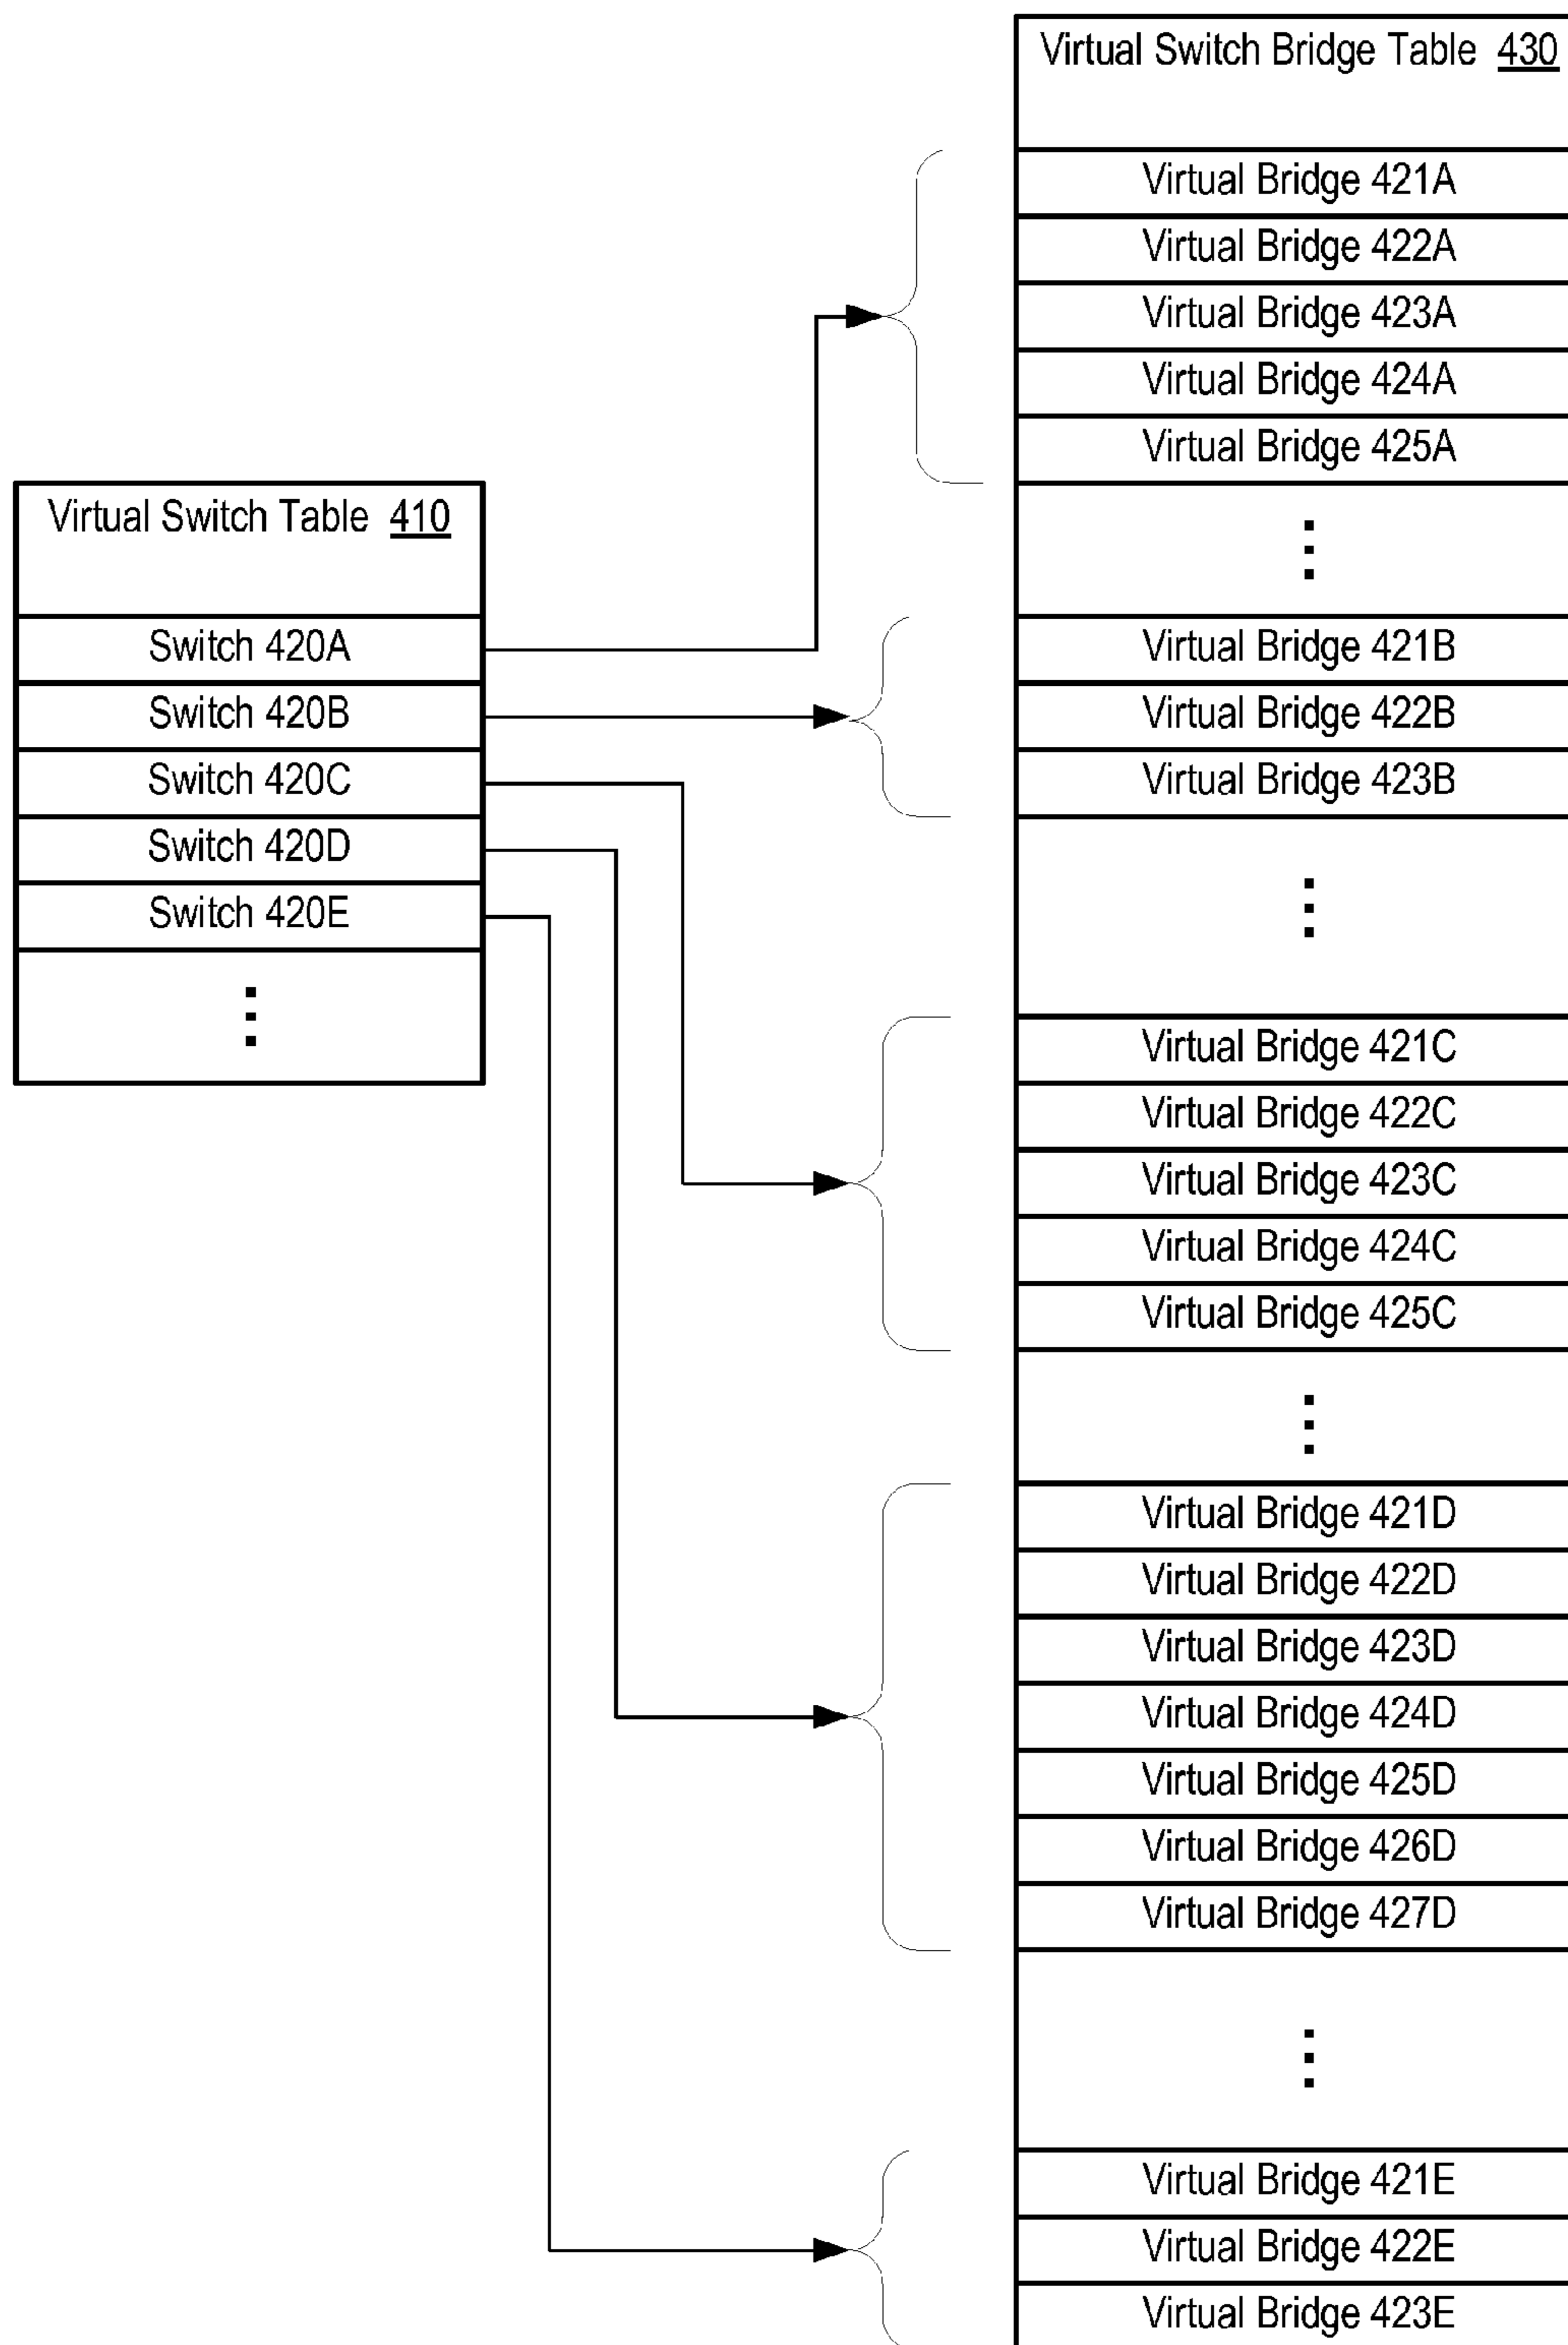 Virtual Switch Bridge Table 430
Virtual Bridge 421A
Virtual Bridge 422A
Virtual Bridge 423A
Virtual Bridge 424A
Virtual Bridge 425A
Virtual Switch Table 410
Switch 420A
Switch 420B
Switch 420C
Switch 420D
Switch 420E
Virtual Bridge 421B
Virtual Bridge 422B
Virtual Bridge 423B
Virtual Bridge 421C
Virtual Bridge 422C
Virtual Bridge 423C
Virtual Bridge 424C
Virtual Bridge 425C
Virtual Bridge 421D
Virtual Bridge 422D
Virtual Bridge 423D
Virtual Bridge 424D
Virtual Bridge 425D
Virtual Bridge 426D
Virtual Bridge 427D
Virtual Bridge 421E
Virtual Bridge 422E
Virtual Bridge 423E